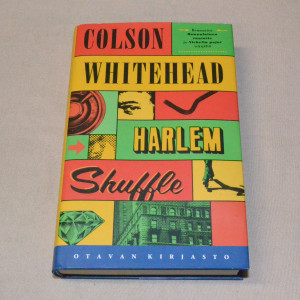 COLSON
WHITEHEAD
HARLEM
Shuffle
OTAVAN KIRJASTO